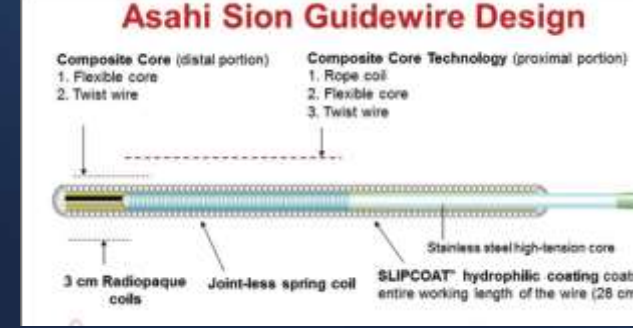 Asahi Sion Guidewire Design
Composite Core (distal portion)
1. Flexible core
2. Twist wire
Composite Core Technology (proximal portion)
1. Rope coil
2. Flexible core
3. Twist wire
Stainless steel high-tension core
3 cm Radiopaque
coils
Joint-less spring coil
SLIPCOAT® hydrophilic coating coats
entire working length of the wire (28 cm